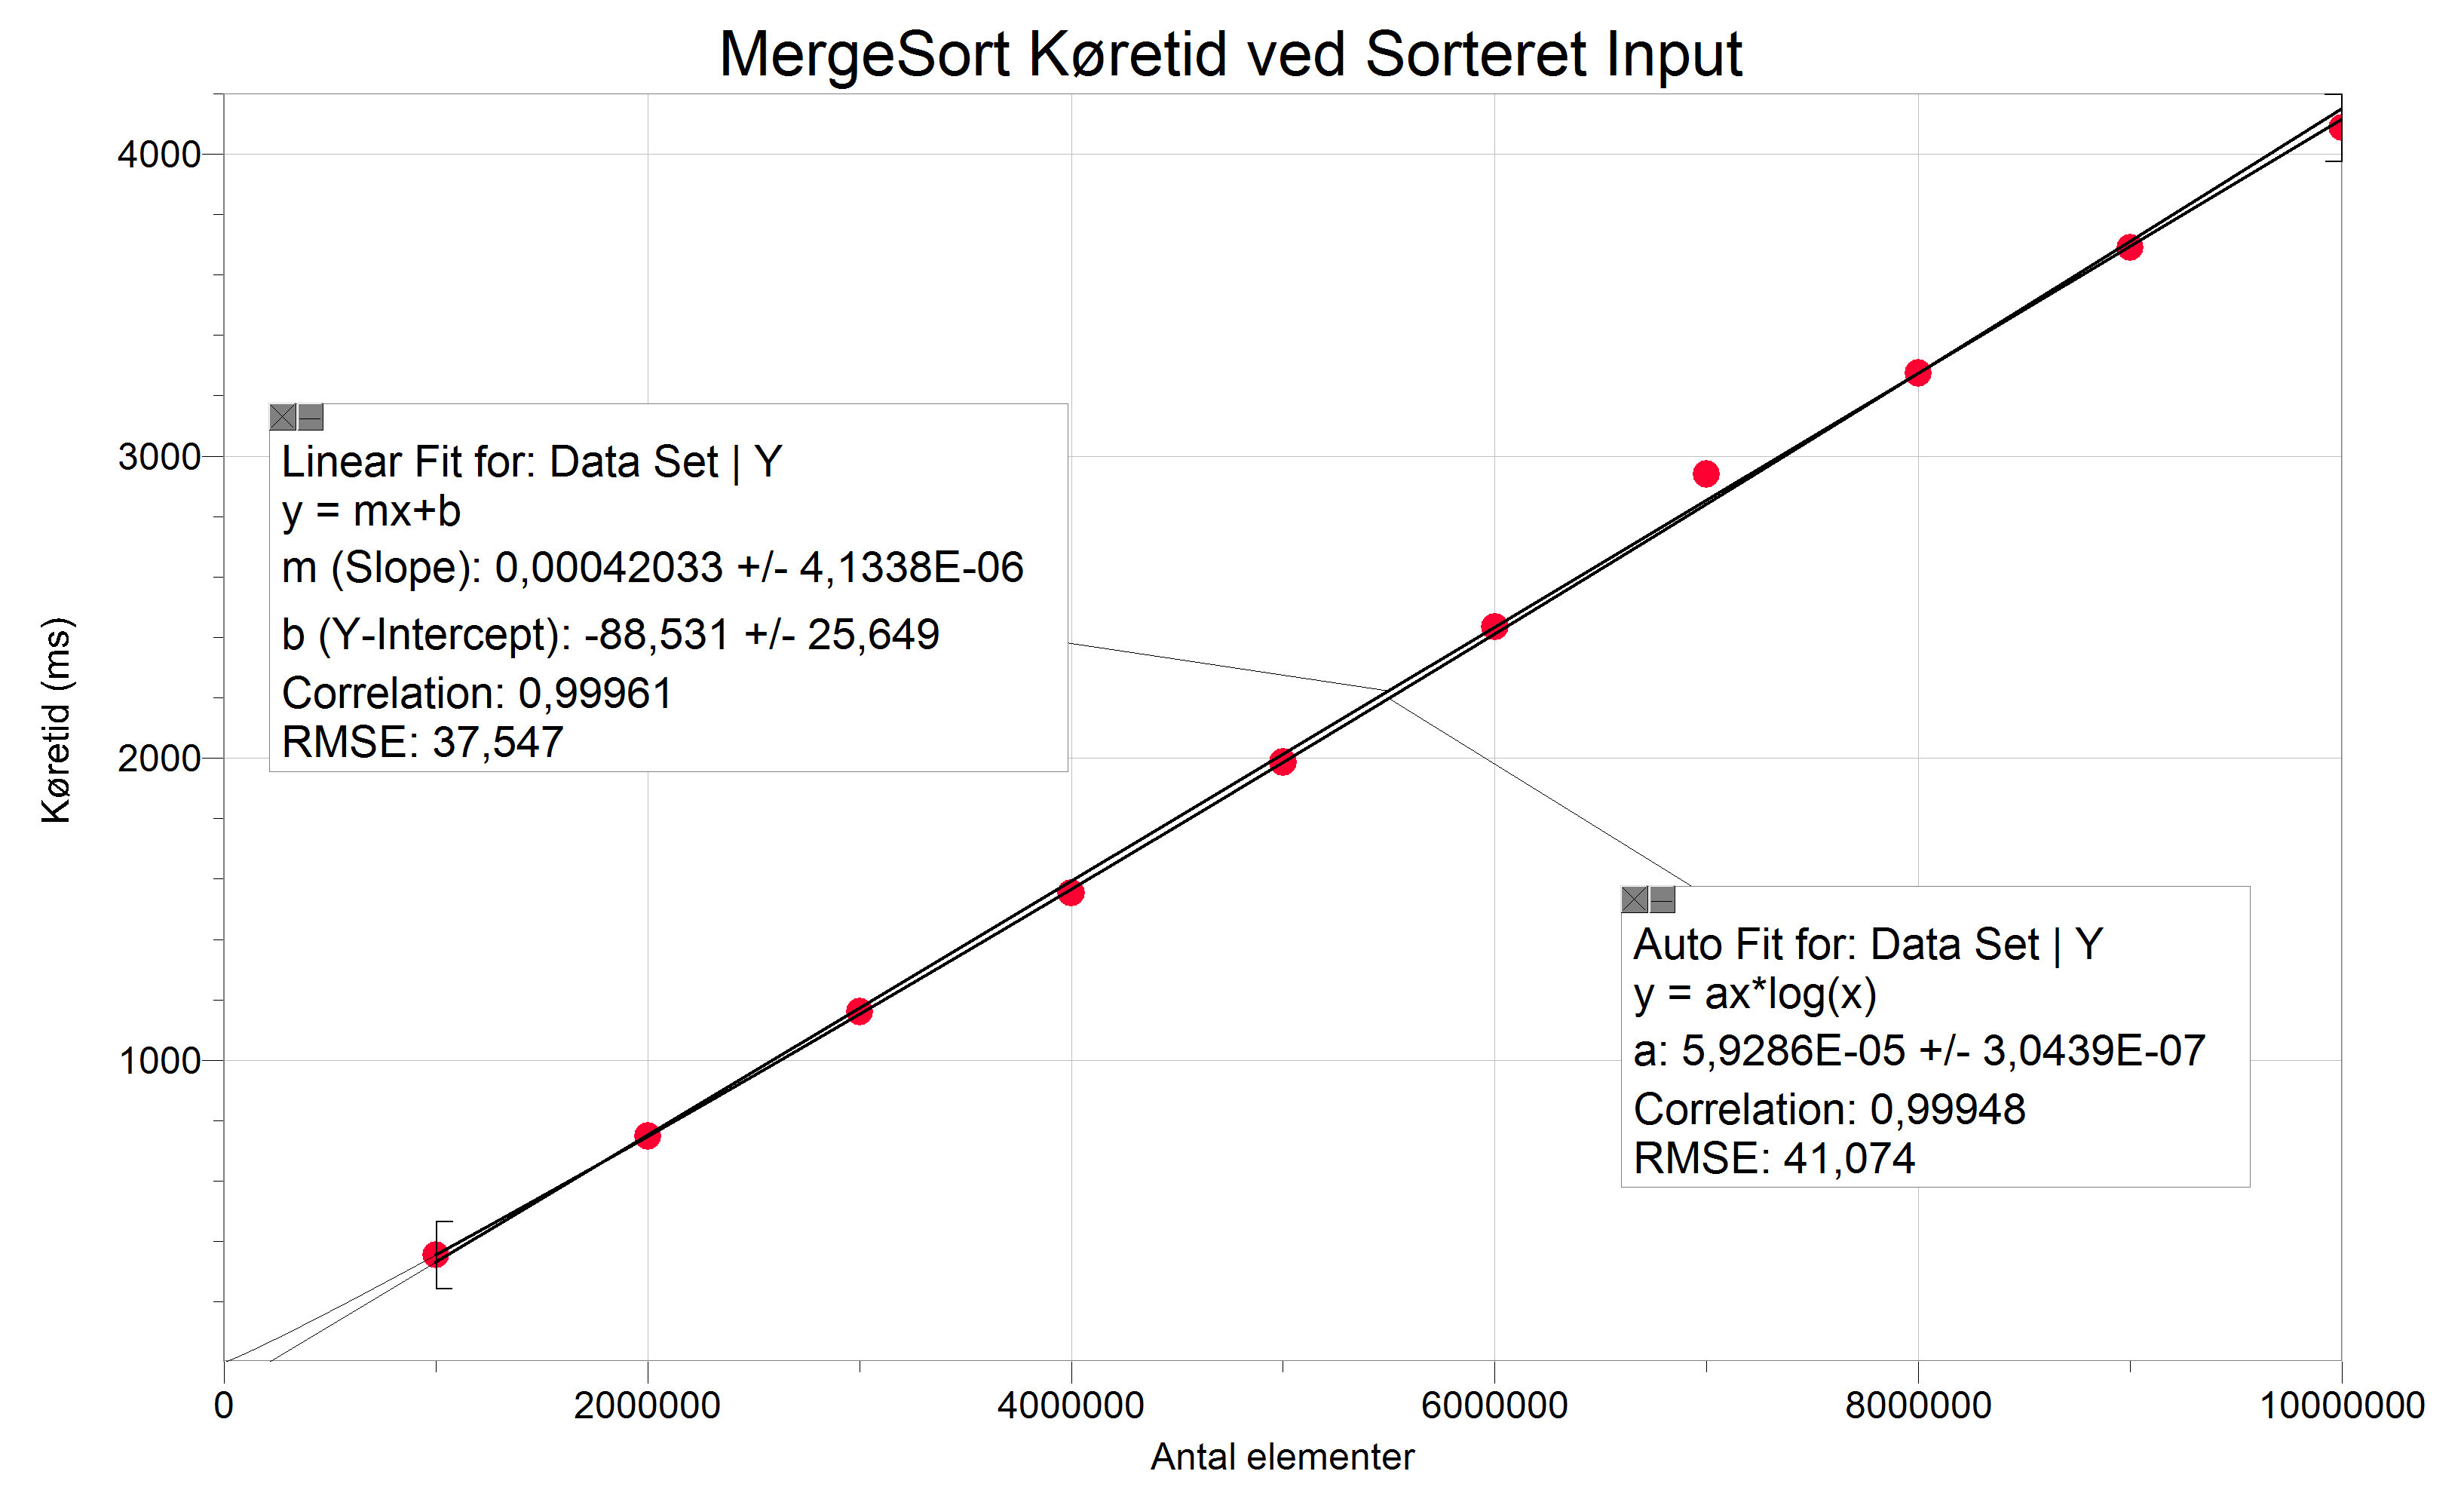 MergeSort Køretid ved Sorteret Input
4000
3000
2000
1000
Køretid (ms)
Linear Fit for: Data Set | Y
y = mx+b
m (Slope): 0,00042033 +/- 4,1338E-06
b (Y-Intercept): -88,531 +/- 25,649
Correlation: 0,99961
RMSE: 37,547
Auto Fit for: Data Set | Y
y = ax*log(x)
a: 5,9286E-05 +/- 3,0439E-07
Correlation: 0,99948
RMSE: 41,074
0 2000000 4000000 6000000 8000000 10000000
Antal elementer